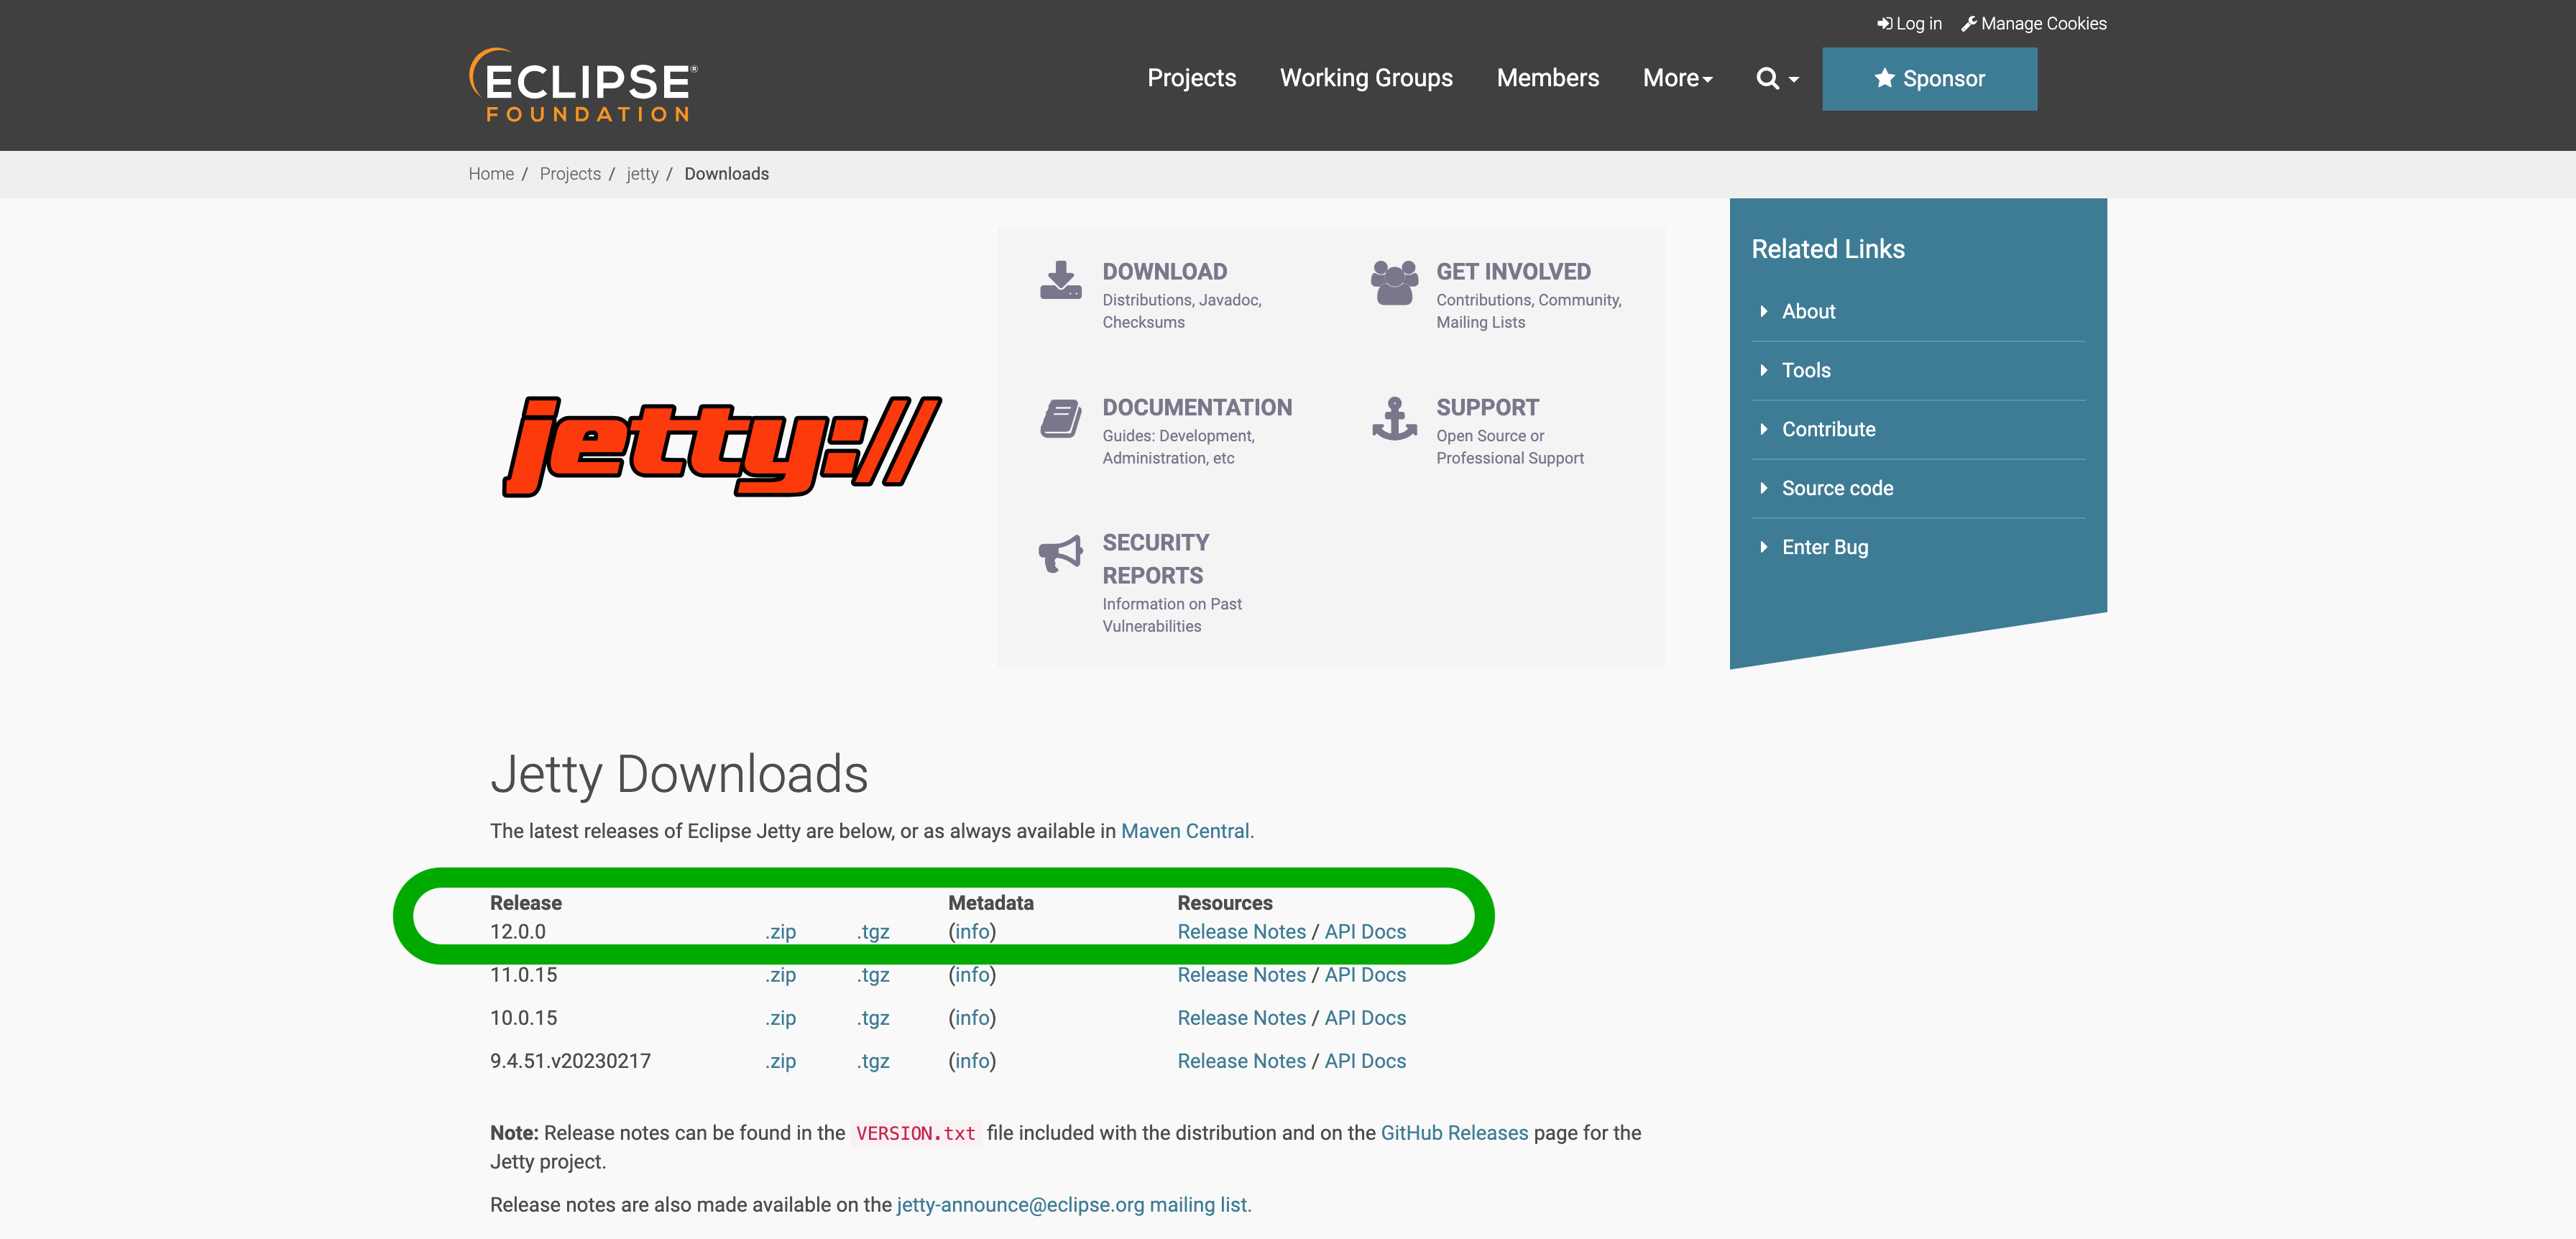 Log in Manage Cookies
ECLIPSE®
FOUNDATION
Projects Working Groups Members More Sponsor
Home / Projects / jetty / Downloads
jetty://
DOWNLOAD
Distributions, Javadoc,
Checksums
GET INVOLVED
Contributions, Community,
Mailing Lists
DOCUMENTATION
Guides: Development,
Administration, etc
SUPPORT
Open Source or
Professional Support
SECURITY
REPORTS
Information on Past
Vulnerabilities
Related Links
About
Tools
Contribute
Source code
Enter Bug
Jetty Downloads
The latest releases of Eclipse Jetty are below, or as always available in Maven Central.
Release Metadata Resources
12.0.0 .zip .tgz (info) Release Notes / API Docs
11.0.15 .zip .tgz (info) Release Notes / API Docs
10.0.15 .zip .tgz (info) Release Notes / API Docs
9.4.51.v20230217 .zip .tgz (info) Release Notes / API Docs
Note: Release notes can be found in the VERSION.txt file included with the distribution and on the GitHub Releases page for the
Jetty project.
Release notes are also made available on the jetty-announce@eclipse.org mailing list.